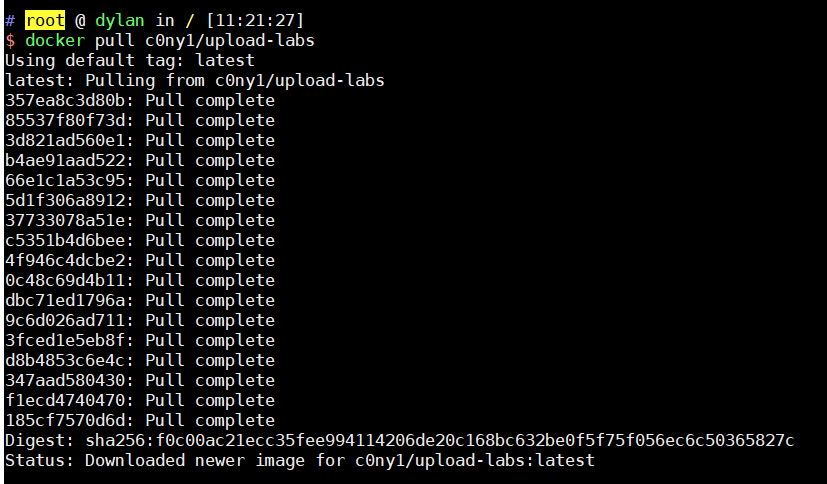 # root @ dylan in / [11:21:27]
$ docker pull c0ny1/upload-labs
Using default tag: latest
latest: Pulling from c0ny1/upload-labs
357ea8c3d80b: Pull complete
85537f80f73d: Pull complete
3d821ad560e1: Pull complete
b4ae91aad522: Pull complete
66e1c1a53c95: Pull complete
5d1f306a8912: Pull complete
37733078a51e: Pull complete
c5351b4d6bee: Pull complete
4f946c4dcbe2: Pull complete
0c48c69d4b11: Pull complete
dbc71ed1796a: Pull complete
9c6d026ad711: Pull complete
3fced1e5eb8f: Pull complete
d8b4853c6e4c: Pull complete
347aad580430: Pull complete
f1ecd4740470: Pull complete
185cf7570d6d: Pull complete
Digest: sha256:f0c00ac21ecc35fee994114206de20c168bc632be0f5f75f056ec6c50365827c
Status: Downloaded newer image for c0ny1/upload-labs:latest